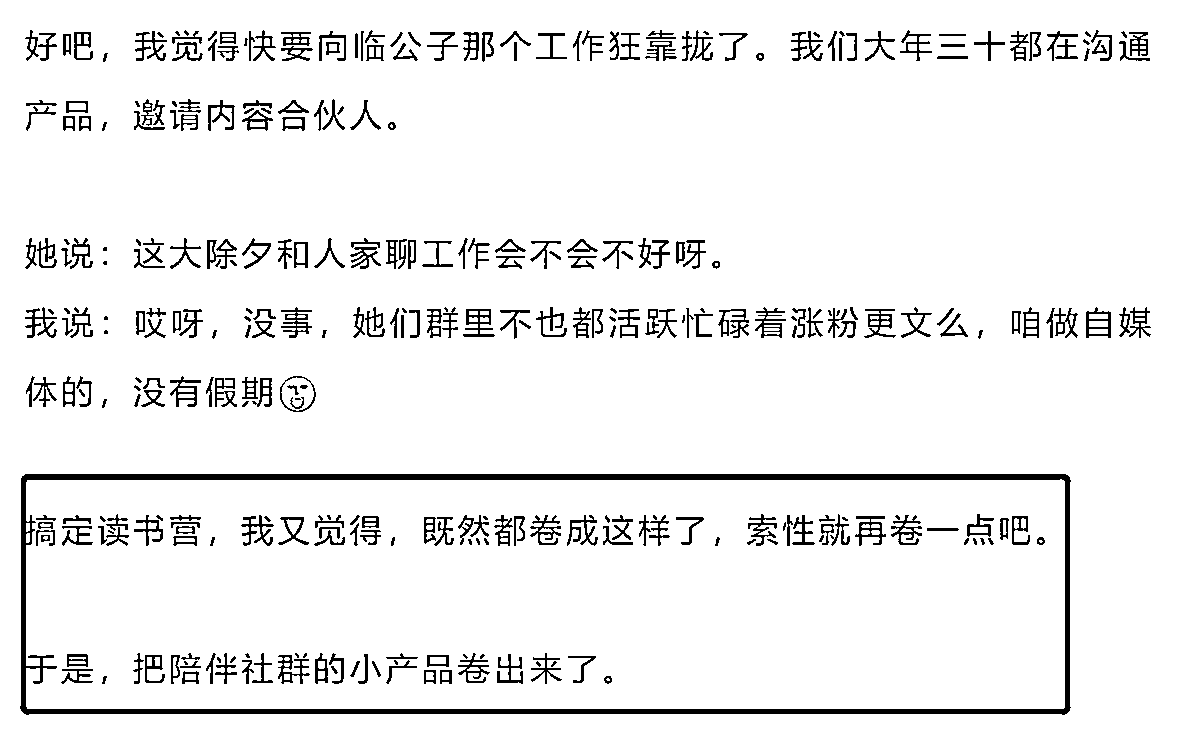 好吧，我觉得快要向临公子那个工作狂靠拢了。我们大年三十都在沟通
产品，邀请内容合伙人。
她说：这大除夕和人家聊工作会不会不好呀。
我说：哎呀，没事，她们群里不也都活跃忙碌着涨粉更文么，咱做自媒
体的，没有假期
搞定读书营，我又觉得，既然都卷成这样了，索性就再卷一点吧。
于是，把陪伴社群的小产品卷出来了。